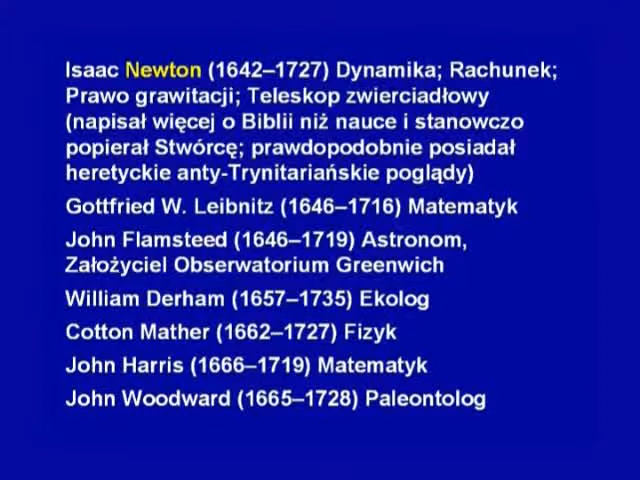 Isaac Newton (1642–1727) Dynamika; Rachunek;
Prawo grawitacji; Teleskop zwierciadłowy
(napisał więcej o Biblii niż nauce i stanowczo
popierał Stwórcę; prawdopodobnie posiadał
heretyckie anty-Trynitariańskie poglądy)
Gottfried W. Leibnitz (1646–1716) Matematyk
John Flamsteed (1646–1719) Astronom,
Założyciel Obserwatorium Greenwich
William Derham (1657–1735) Ekolog
Cotton Mather (1662–1727) Fizyk
John Harris (1666–1719) Matematyk
John Woodward (1665–1728) Paleontolog